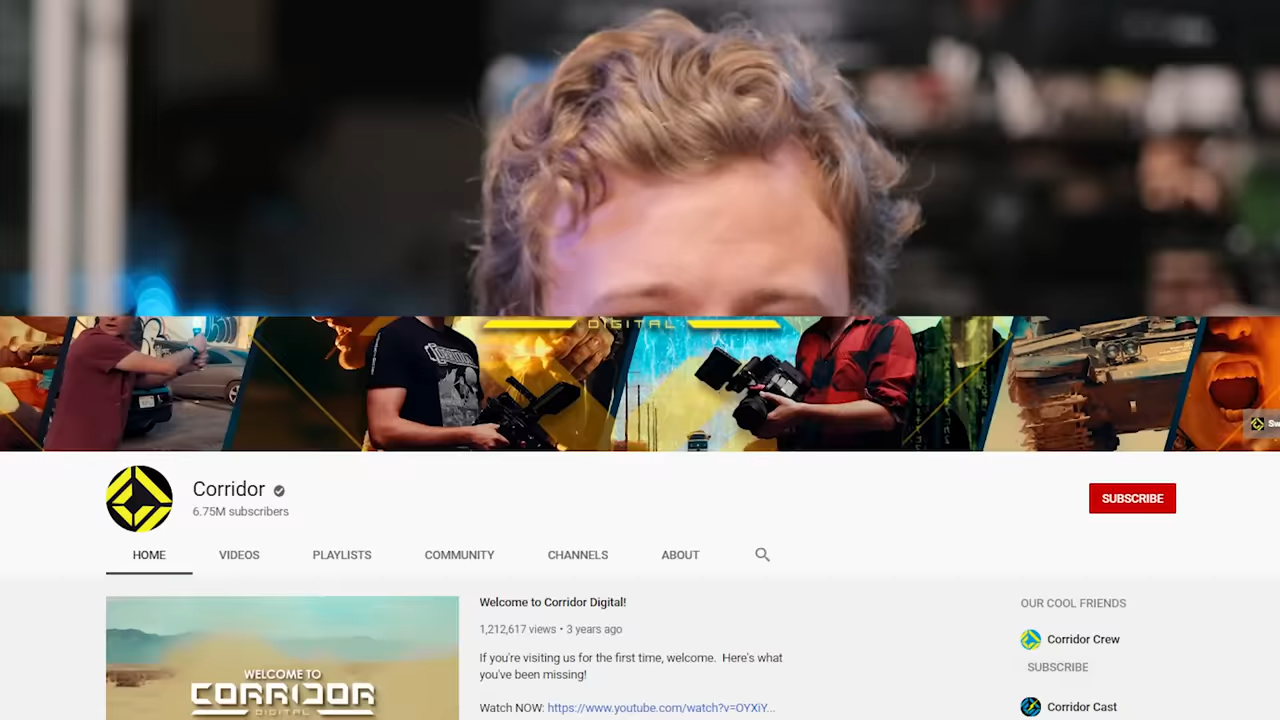 DIGITAL
Sw
Corridor
6.75M subscribers
SUBSCRIBE
HOME VIDEOS PLAYLISTS COMMUNITY CHANNELS ABOUT
Welcome to Corridor Digital!
1,212,617 views • 3 years ago
If you're visiting us for the first time, welcome. Here's what
you've been missing!
Watch NOW: https://www.youtube.com/watch?v=OYXiY...
WELCOME TO
CORRIDOR
DIGITAL
OUR COOL FRIENDS
Corridor Crew
SUBSCRIBE
Corridor Cast